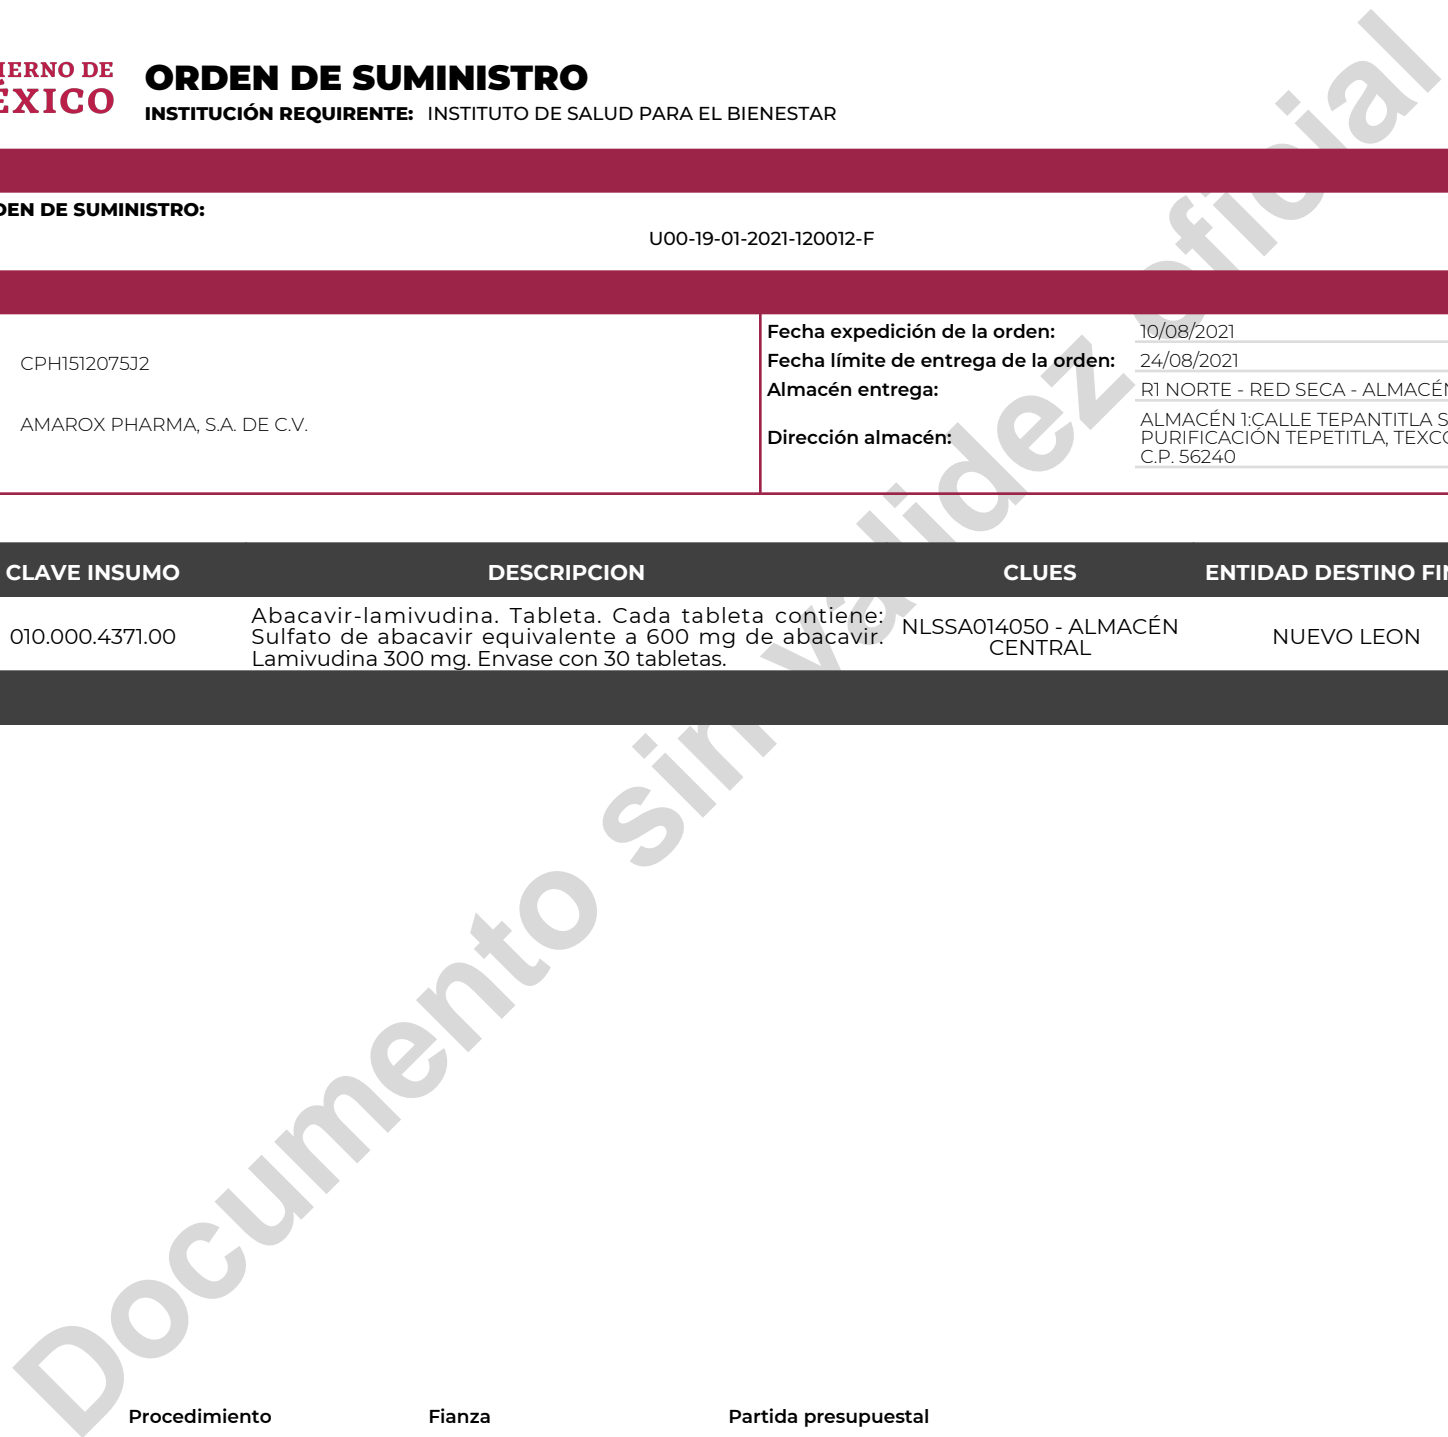 IERNO DE
ÉXICO
ORDEN DE SUMINISTRO
INSTITUCIÓN REQUIRENTE: INSTITUTO DE SALUD PARA EL BIENESTAR
DEN DE SUMINISTRO:
U00-19-01-2021-120012-F
CPH1512075J2
AMAROX PHARMA, S.A. DE C.V.
Fecha expedición de la orden: 10/08/2021
Fecha límite de entrega de la orden: 24/08/2021
Almacén entrega: R1 NORTE - RED SECA - ALMACÉN
Dirección almacén:
ALMACÉN 1:CALLE TEPANTITLA S
PURIFICACIÓN TEPETITLA, TEXCO
C.P. 56240
CLAVE INSUMO DESCRIPCION CLUES ENTIDAD DESTINO FIN
010.000.4371.00
Abacavir-lamivudina. Tableta. Cada tableta contiene:
Sulfato de abacavir equivalente a 600 mg de abacavir.
Lamivudina 300 mg. Envase con 30 tabletas.
NLSSA014050 - ALMACÉN
CENTRAL
NUEVO LEON
Documento sin validez oficial
Procedimiento Fianza Partida presupuestal